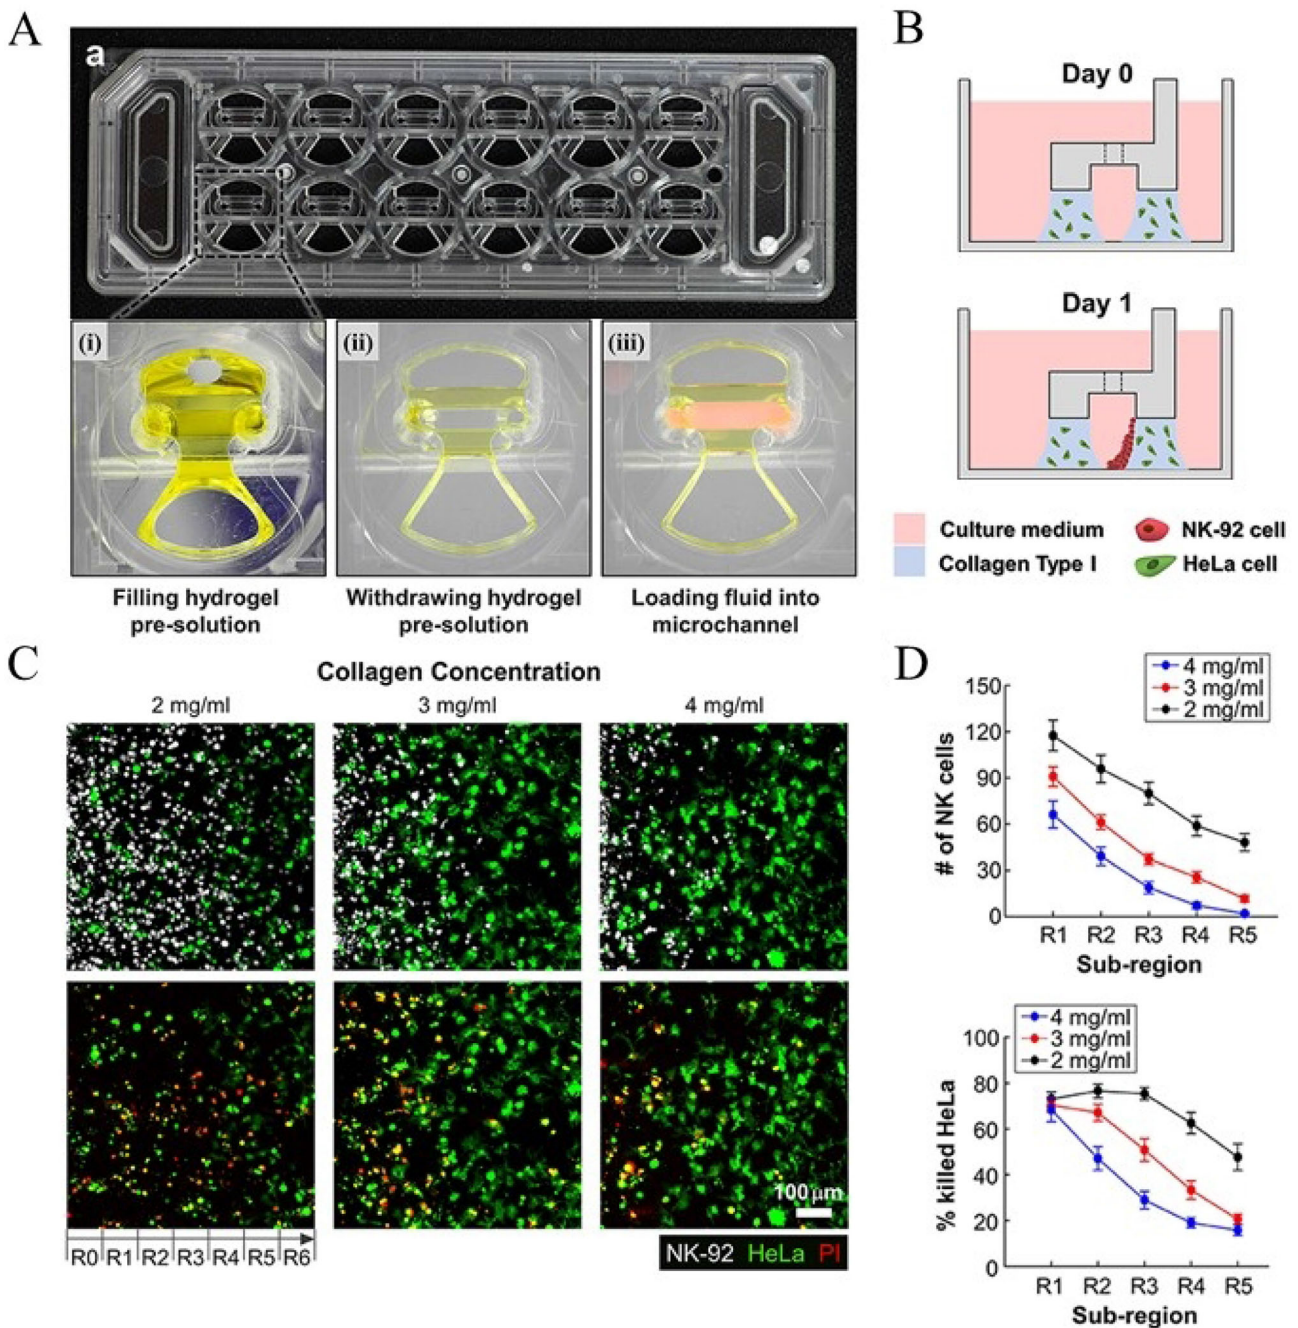 A
a
(i)
(ii)
(iii)
Filling hydrogel
pre-solution
Withdrawing hydrogel
pre-solution
Loading fluid into
microchannel
B
Day 0
Day 1
Culture medium
NK-92 cell
Collagen Type I
HeLa cell
C
Collagen Concentration
2 mg/ml
3 mg/ml
4 mg/ml
100 μm
R0 R1 R2 R3 R4 R5 R6
NK-92 HeLa PI
D
4 mg/ml
3 mg/ml
2 mg/ml
150
120
90
60
30
0
# of NK cells
R1 R2 R3 R4 R5
Sub-region
4 mg/ml
3 mg/ml
2 mg/ml
100
80
60
40
20
0
% killed HeLa
R1 R2 R3 R4 R5
Sub-region